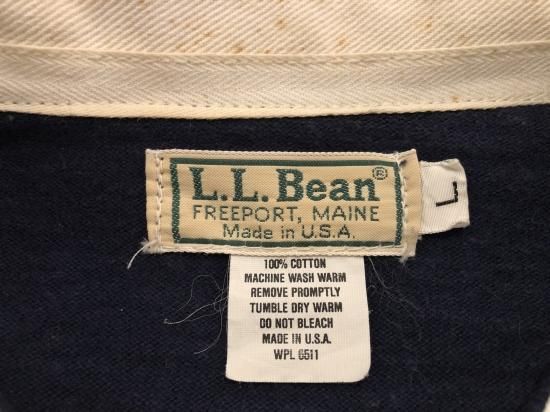 L.L.Bean®
FREEPORT, MAINE
Made in U.S.A.
L
100% COTTON
MACHINE WASH WARM
REMOVE PROMPTLY
TUMBLE DRY WARM
DO NOT BLEACH
MADE IN U.S.A.
WPL 6511